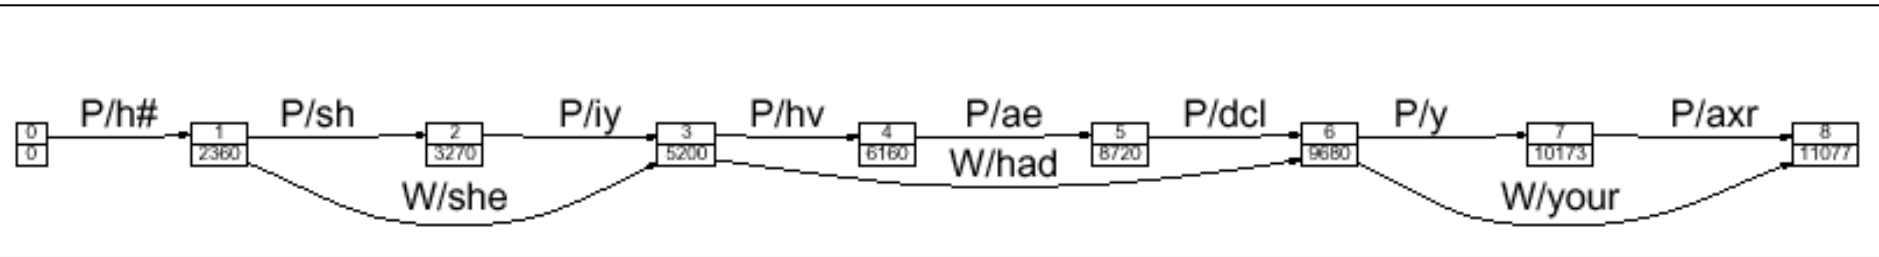 P/h# P/sh P/iy P/hv P/ae P/dcl P/y P/axr
0 1 2 3 4 5 6 7 8
0 2360 3270 5200 6160 8720 9680 10173 11077
W/had
W/she W/your